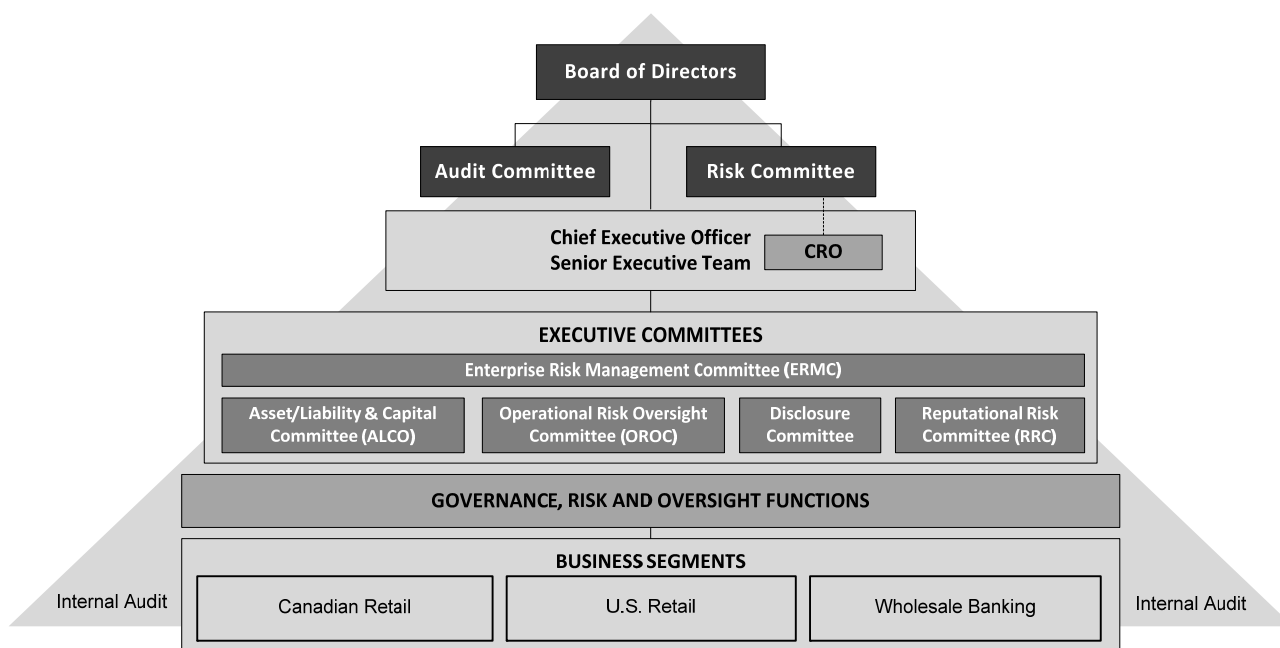 Board of Directors
Audit Committee
Risk Committee
Chief Executive Officer
Senior Executive Team
CRO
EXECUTIVE COMMITTEES
Enterprise Risk Management Committee (ERMC)
Asset/Liability & Capital
Committee (ALCO)
Operational Risk Oversight
Committee (OROC)
Disclosure
Committee
Reputational Risk
Committee (RRC)
GOVERNANCE, RISK AND OVERSIGHT FUNCTIONS
BUSINESS SEGMENTS
Internal Audit
Canadian Retail
U.S. Retail
Wholesale Banking
Internal Audit